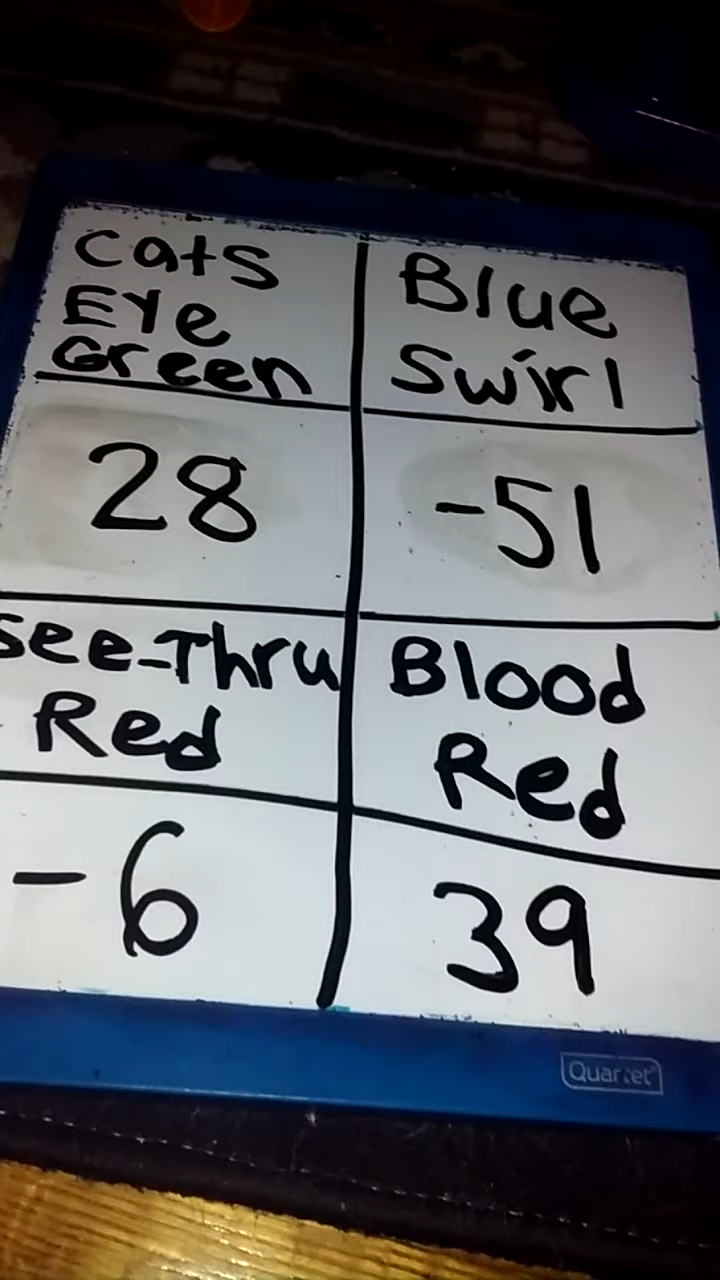 Cats
Eye
Green
Blue
Swirl
28
-51
See-Thru
Red
Blood
Red
-6
39
Quartet